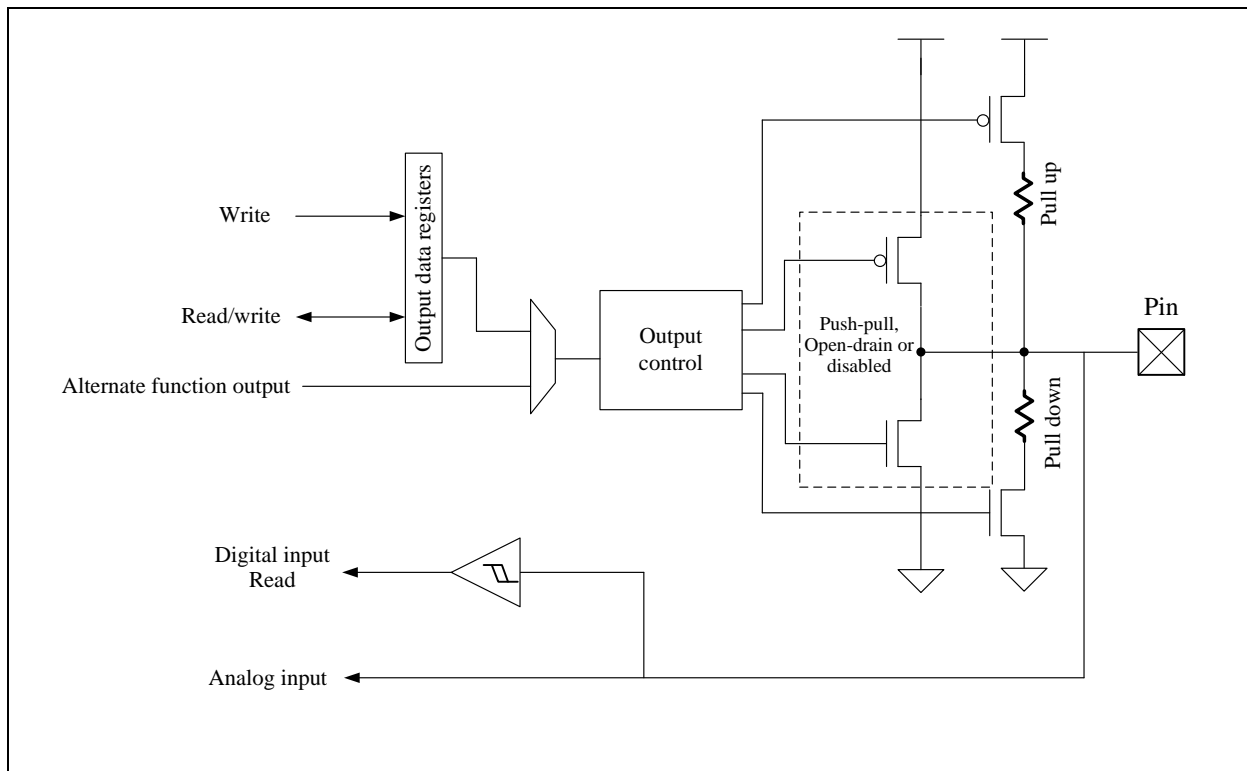 Write
Output data registers
Read/write
Alternate function output
Output
control
Push-pull,
Open-drain or
disabled
Pull up
Pull down
Pin
Digital input
Read
Analog input